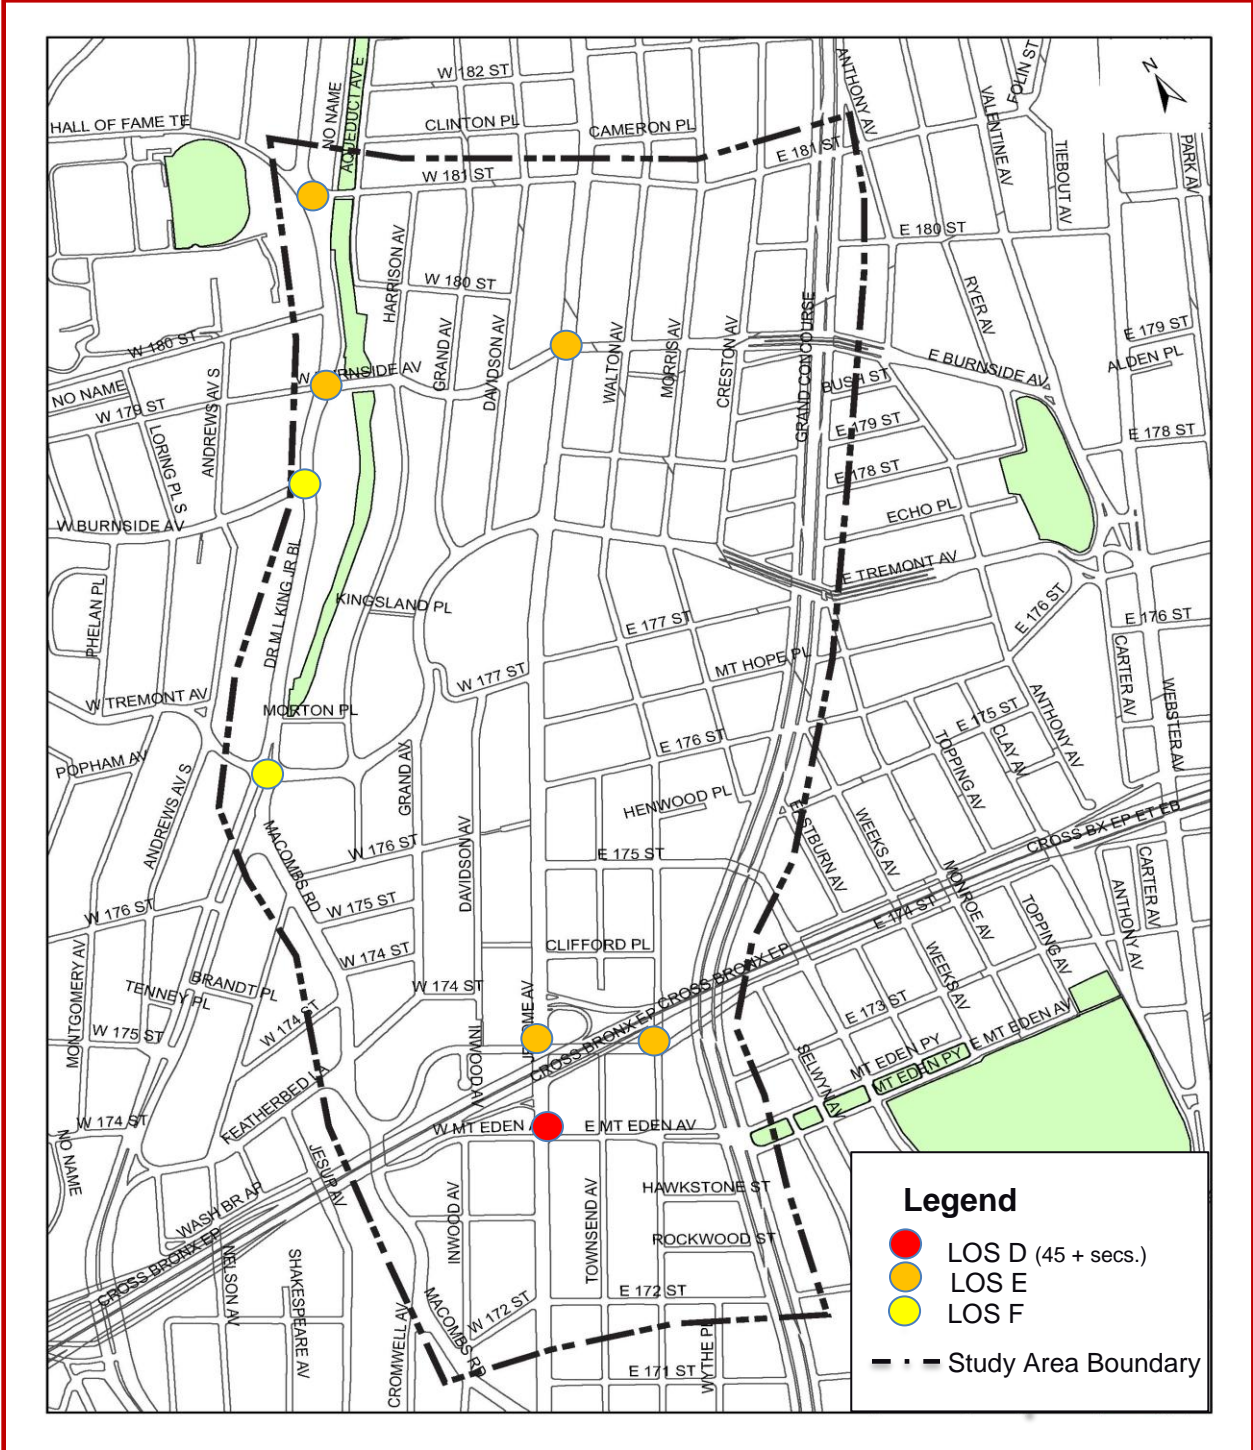 W 182 ST
ANTHONY AV
FOLIN ST
N
NO NAME
AQUEDUCT AV E
VALENTINE AV
HALL OF FAME TE
CLINTON PL
CAMERON PL
E 181 ST
TIEBOUT AV
PARK AV
W 181 ST
E 180 ST
HARRISON AV
W 180 ST
RYER AV
GRAND CONCOURSE
W 180 ST
GRAND AV
DAVIDSON AV
WALTON AV
MORRIS AV
CRESTON AV
E 179 ST
ALDEN PL
E BURNSIDE AV
BUSH ST
NO NAME
W 179 ST
ANDREWS AV S
LORING PL S
E 179 ST
E 178 ST
E 178 ST
ECHO PL
W BURNSIDE AV
E TREMONT AV
DR M L KING JR BL
KINGSLAND PL
PHELAN PL
E 177 ST
E 176 ST
E 176 ST
MT HOPE PL
W 177 ST
CARTER AV
WEBSTER AV
W TREMONT AV
MORTON PL
ANTHONY AV
E 175 ST
CLAY AV
TOPPING AV
E 176 ST
POPHAM AV
ANDREWS AV S
GRAND AV
HENWOOD PL
CROSS BX EP ET EB
MACOMBS RD
DAVIDSON AV
W 176 ST
E 175 ST
WEEKS AV
CARTER AV
ANTHONY AV
MONROE AV
TOPPING AV
W 176 ST
W 175 ST
E 174 ST
MONTGOMERY AV
W 174 ST
CLIFFORD PL
CROSS BRONX EP
WEEKS AV
TENNEY PL
BRANDT PL
W 174 ST
E 173 ST
E MT EDEN AV
W 175 ST
CROSS BRONX EP
INWOOD AV
SELWYN AV
MT EDEN PY
MT EDEN PY
FEATHERBED LA
W 174 ST
NO NAME
W MT EDEN
E MT EDEN AV
JESUP AV
HAWKSTONE ST
INWOOD AV
TOWNSEND AV
WASH BR AP
ROCKWOOD ST
CROSS BRONX EP
NELSON AV
SHAKESPEARE AV
CROMWELL AV
MACOMBS RD
W 172 ST
E 172 ST
WYTHE PL
E 171 ST
Legend
LOS D (45 + secs.)
LOS E
LOS F
Study Area Boundary